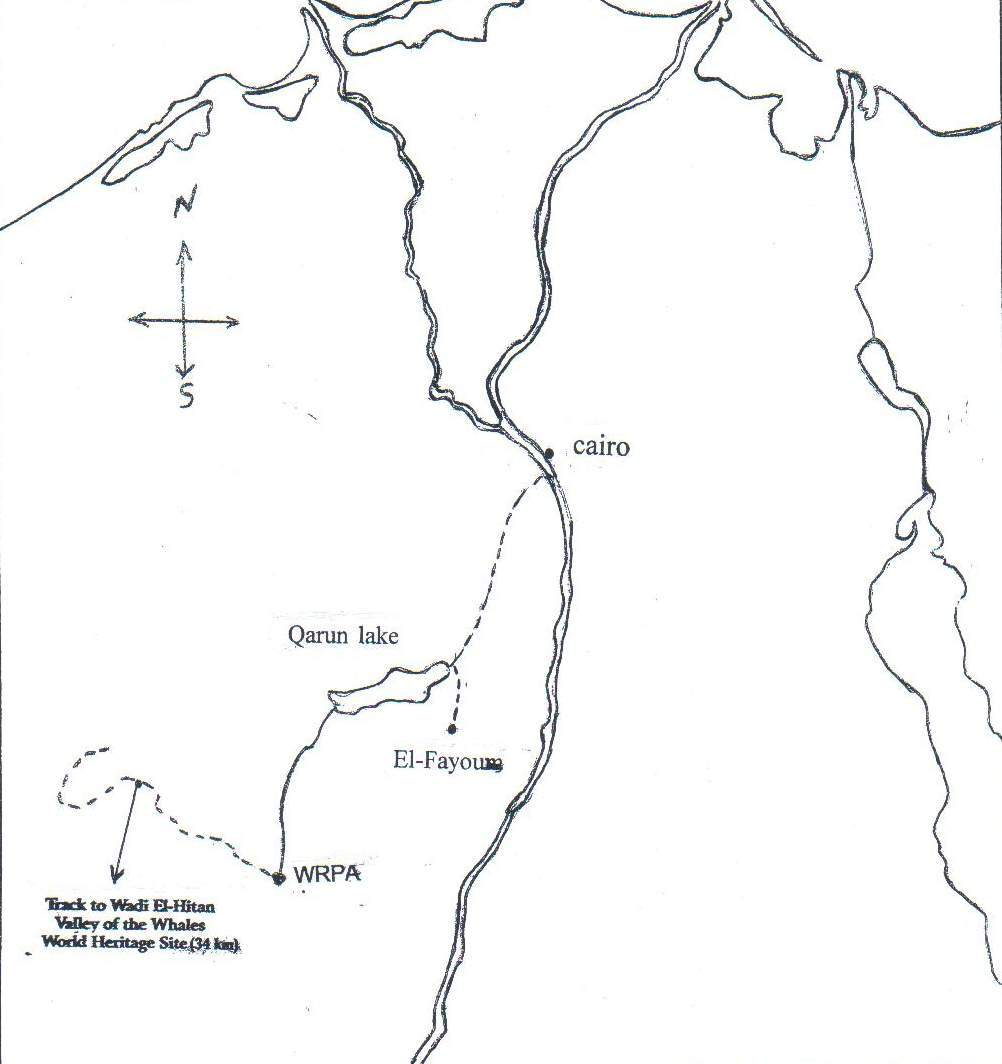 N
S
cairo
Qarun lake
El-Fayoum
WRPA
Track to Wadi El-Hitan
Valley of the Whales
World Heritage Site (34 km)